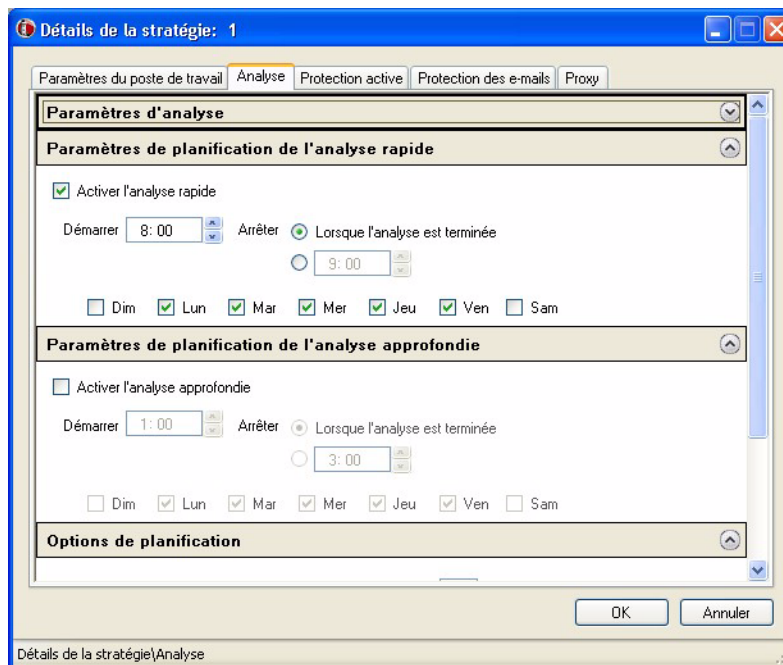 Détails de la stratégie: 1
Paramètres du poste de travail Analyse Protection active Protection des e-mails Proxy
Paramètres d'analyse
Paramètres de planification de l'analyse rapide
Activer l'analyse rapide
Démarrer 8:00 Arrêter Lorsque l'analyse est terminée
9:00
Dim Lun Mar Mer Jeu Ven Sam
Paramètres de planification de l'analyse approfondie
Activer l'analyse approfondie
Démarrer 1:00 Arrêter Lorsque l'analyse est terminée
3:00
Dim Lun Mar Mer Jeu Ven Sam
Options de planification
OK Annuler
Détails de la stratégie\Analyse